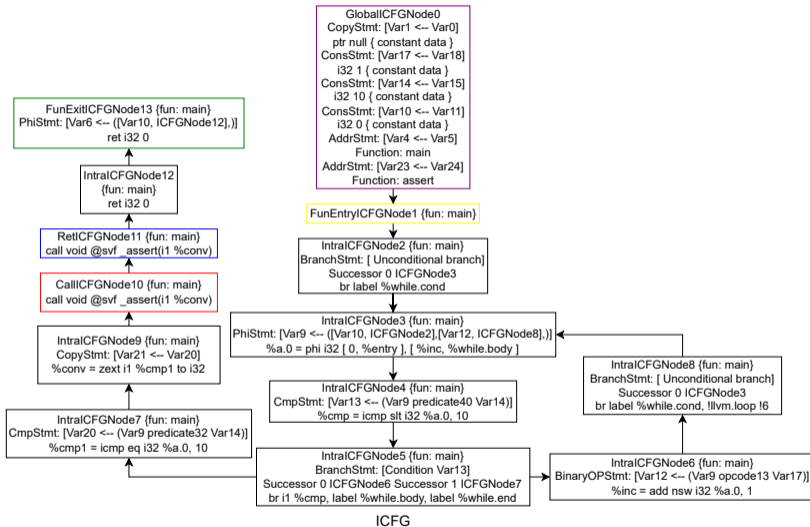 GlobalICFGNode0
CopyStmt: [Var1 <-- Var0]
ptr null { constant data }
ConsStmt: [Var17 <-- Var18]
i32 1 { constant data }
ConsStmt: [Var14 <-- Var15]
i32 10 { constant data }
ConsStmt: [Var10 <-- Var11]
i32 0 { constant data }
AddrStmt: [Var4 <-- Var5]
Function: main
AddrStmt: [Var23 <-- Var24]
Function: assert
FunEntryICFGNode1 {fun: main}
IntraICFGNode2 {fun: main}
BranchStmt: [ Unconditional branch]
Successor 0 ICFGNode3
br label %while.cond
IntraICFGNode3 {fun: main}
PhiStmt: [Var9 <-- ([Var10, ICFGNode2],[Var12, ICFGNode8],)]
%a.0 = phi i32 [ 0, %entry ], [ %inc, %while.body ]
IntraICFGNode4 {fun: main}
CmpStmt: [Var13 <-- (Var9 predicate40 Var14)]
%cmp = icmp slt i32 %a.0, 10
IntraICFGNode5 {fun: main}
BranchStmt: [Condition Var13]
Successor 0 ICFGNode6 Successor 1 ICFGNode7
br i1 %cmp, label %while.body, label %while.end
IntraICFGNode6 {fun: main}
BinaryOPStmt: [Var12 <-- (Var9 opcode13 Var17)]
%inc = add nsw i32 %a.0, 1
IntraICFGNode8 {fun: main}
BranchStmt: [ Unconditional branch]
Successor 0 ICFGNode3
br label %while.cond, !llvm.loop !6
IntraICFGNode7 {fun: main}
CmpStmt: [Var20 <-- (Var9 predicate32 Var14)]
%cmp1 = icmp eq i32 %a.0, 10
IntraICFGNode9 {fun: main}
CopyStmt: [Var21 <-- Var20]
%conv = zext i1 %cmp1 to i32
CallICFGNode10 {fun: main}
call void @svf _assert(i1 %conv)
RetICFGNode11 {fun: main}
call void @svf _assert(i1 %conv)
IntraICFGNode12
{fun: main}
ret i32 0
FunExitICFGNode13 {fun: main}
PhiStmt: [Var6 <-- ([Var10, ICFGNode12],)]
ret i32 0
ICFG